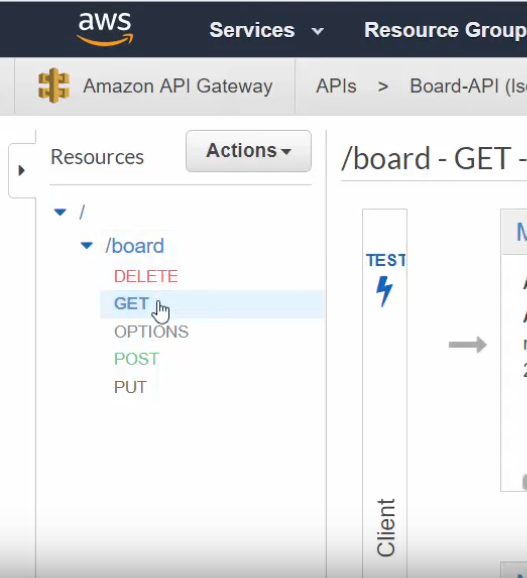 aws
Services
Resource Group
Amazon API Gateway
APIs > Board-API (Is
Resources
Actions
/board - GET -
/
/board
DELETE
GET
OPTIONS
POST
PUT
TEST
Client